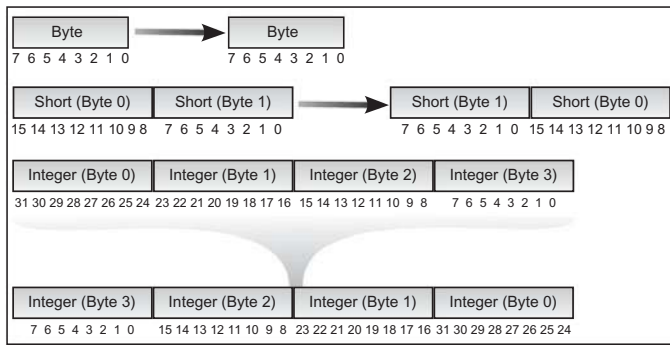 Byte Byte
7 6 5 4 3 2 1 0 7 6 5 4 3 2 1 0
Short (Byte 0) Short (Byte 1) Short (Byte 1) Short (Byte 0)
15 14 13 12 11 10 9 8 7 6 5 4 3 2 1 0 7 6 5 4 3 2 1 0 15 14 13 12 11 10 9 8
Integer (Byte 0) Integer (Byte 1) Integer (Byte 2) Integer (Byte 3)
31 30 29 28 27 26 25 24 23 22 21 20 19 18 17 16 15 14 13 12 11 10 9 8 7 6 5 4 3 2 1 0
Integer (Byte 3) Integer (Byte 2) Integer (Byte 1) Integer (Byte 0)
7 6 5 4 3 2 1 0 15 14 13 12 11 10 9 8 23 22 21 20 19 18 17 16 31 30 29 28 27 26 25 24